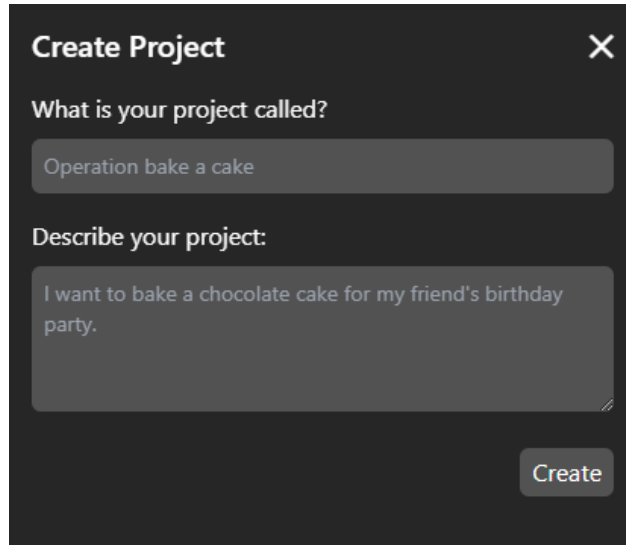 Create Project
What is your project called?
Operation bake a cake
Describe your project:
I want to bake a chocolate cake for my friend's birthday
party.
Create